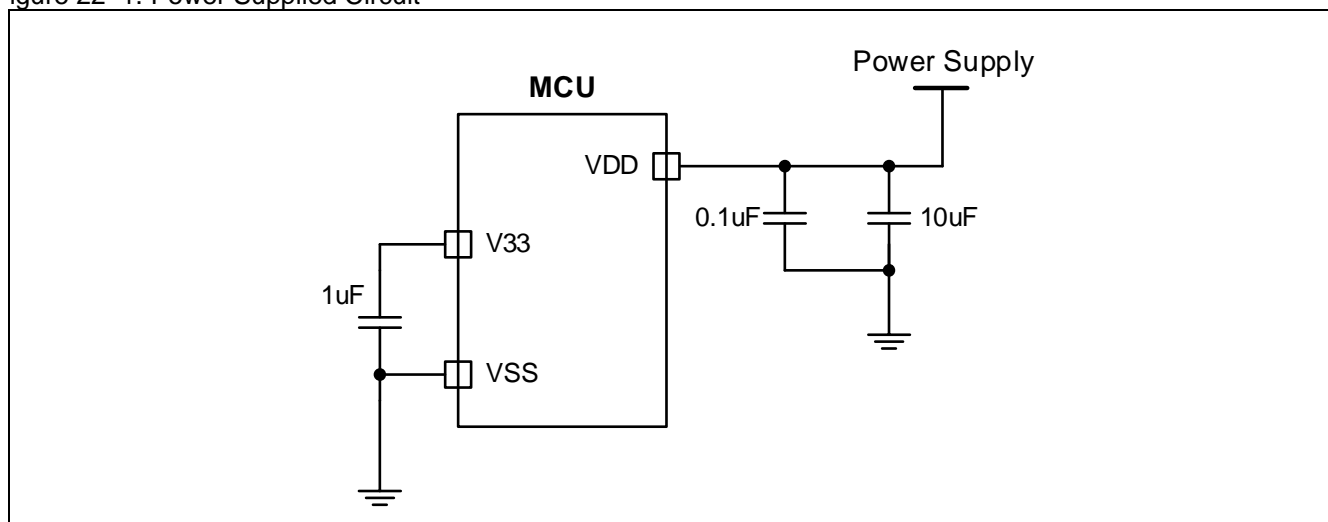 igure 22-1. Power Supplied Circuit
Power Supply
MCU
VDD
0.1uF
10uF
V33
1uF
VSS